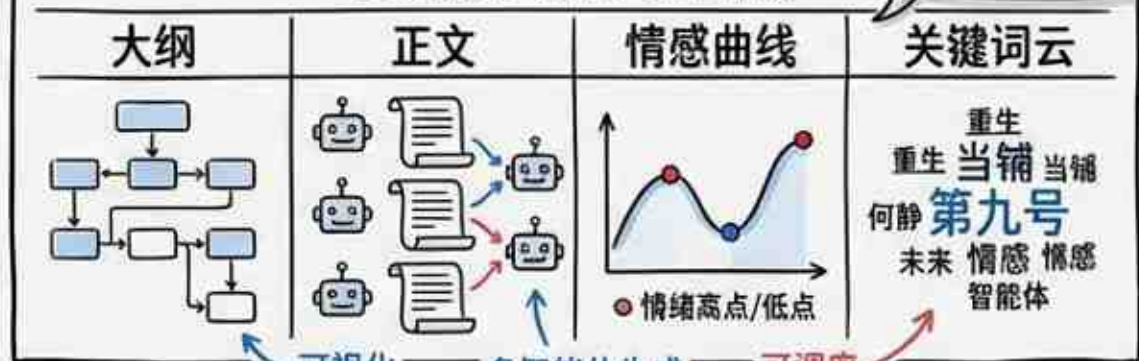 大纲
正文
情感曲线
关键词云
重生
重生 当铺 当铺
何静 第九号
未来 情感
智能体
情绪高点/低点